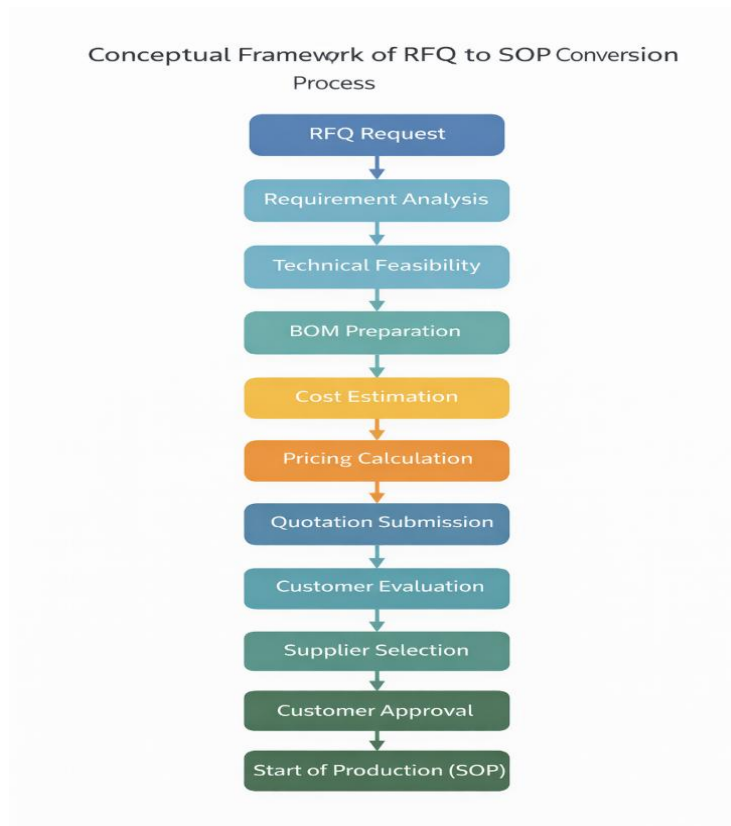 Conceptual Framework of RFQ to SOP Conversion
Process
RFQ Request
Requirement Analysis
Technical Feasibility
BOM Preparation
Cost Estimation
Pricing Calculation
Quotation Submission
Customer Evaluation
Supplier Selection
Customer Approval
Start of Production (SOP)